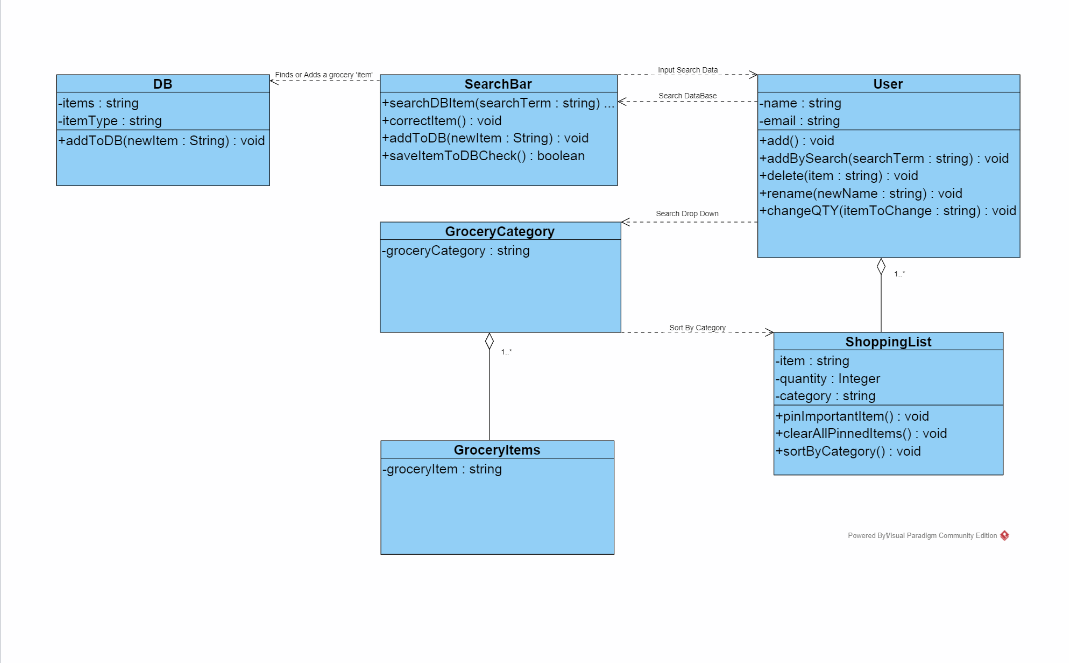 Finds or Adds a grocery 'item'
Input Search Data
Search DataBase
DB
-items : string
-itemType : string
+addToDB(newItem : String) : void
SearchBar
+searchDBItem(searchTerm : string) ...
+correctItem() : void
+addToDB(newItem : String) : void
+saveItemToDBCheck() : boolean
User
-name : string
-email : string
+add() : void
+addBySearch(searchTerm : string) : void
+delete(item : string) : void
+rename(newName : string) : void
+changeQTY(itemToChange : string) : void
Search Drop Down
GroceryCategory
-groceryCategory : string
1..*
Sort By Category
1..*
ShoppingList
-item : string
-quantity : Integer
-category : string
+pinImportantItem() : void
+clearAllPinnedItems() : void
+sortByCategory() : void
GroceryItems
-groceryItem : string
Powered By Visual Paradigm Community Edition